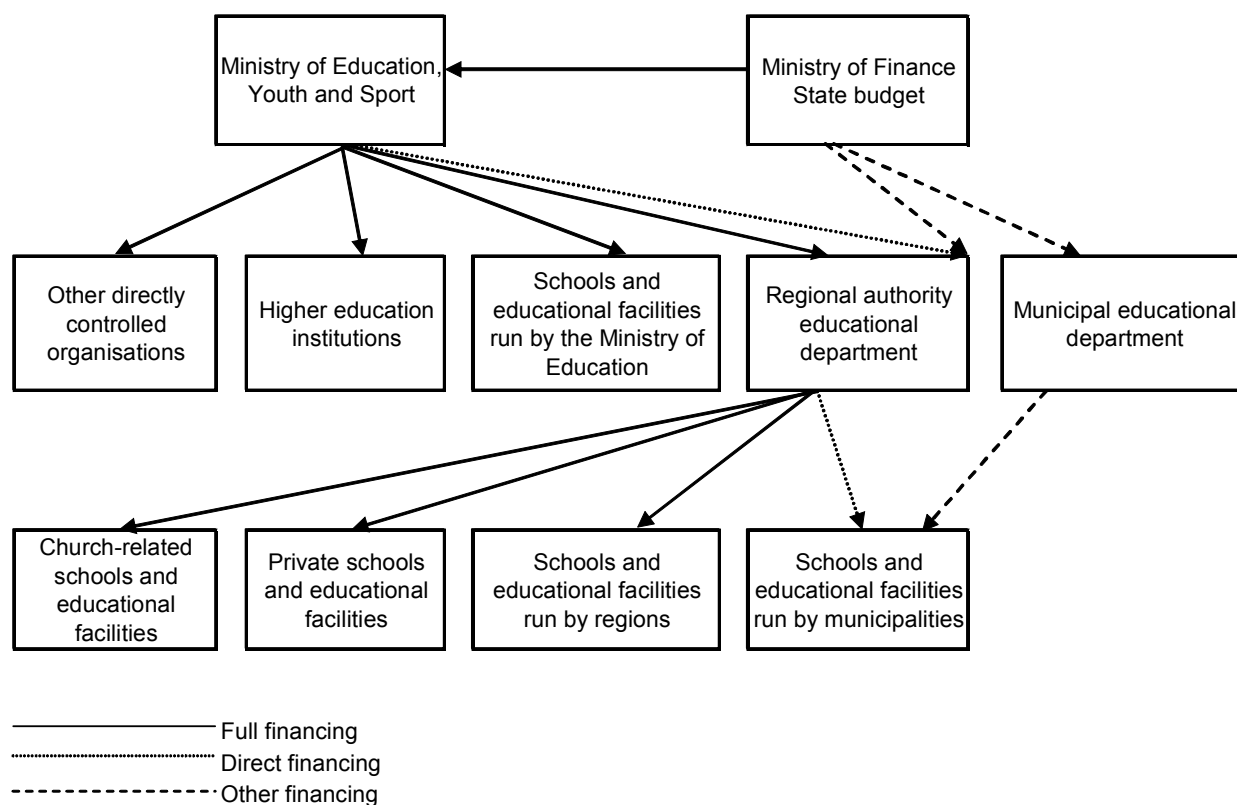 Ministry of Education,
Youth and Sport
Ministry of Finance
State budget
Other directly
controlled
organisations
Higher education
institutions
Schools and
educational facilities
run by the Ministry of
Education
Regional authority
educational
department
Municipal educational
department
Church-related
schools and
educational
facilities
Private schools
and educational
facilities
Schools and
educational facilities
run by regions
Schools and
educational facilities
run by municipalities
Full financing
Direct financing
Other financing